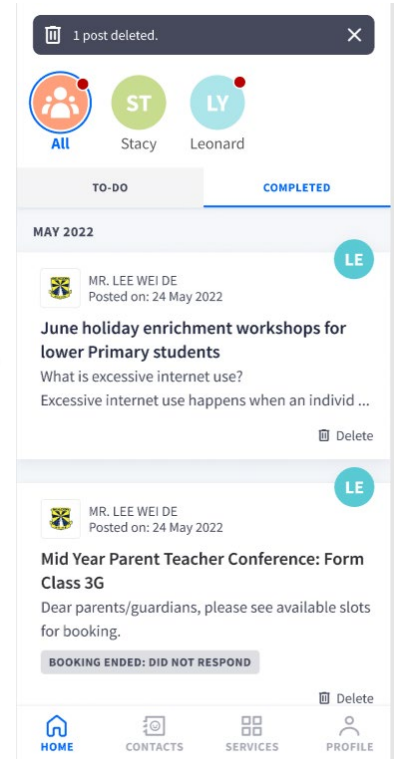 1 post deleted.
ST
LY
All
Stacy
Leonard
TO-DO
COMPLETED
MAY 2022
LE
MR. LEE WEI DE
Posted on: 24 May 2022
June holiday enrichment workshops for
lower Primary students
What is excessive internet use?
Excessive internet use happens when an individ ...
Delete
LE
MR. LEE WEI DE
Posted on: 24 May 2022
Mid Year Parent Teacher Conference: Form
Class 3G
Dear parents/guardians, please see available slots
for booking.
BOOKING ENDED: DID NOT RESPOND
Delete
HOME
CONTACTS
SERVICES
PROFILE